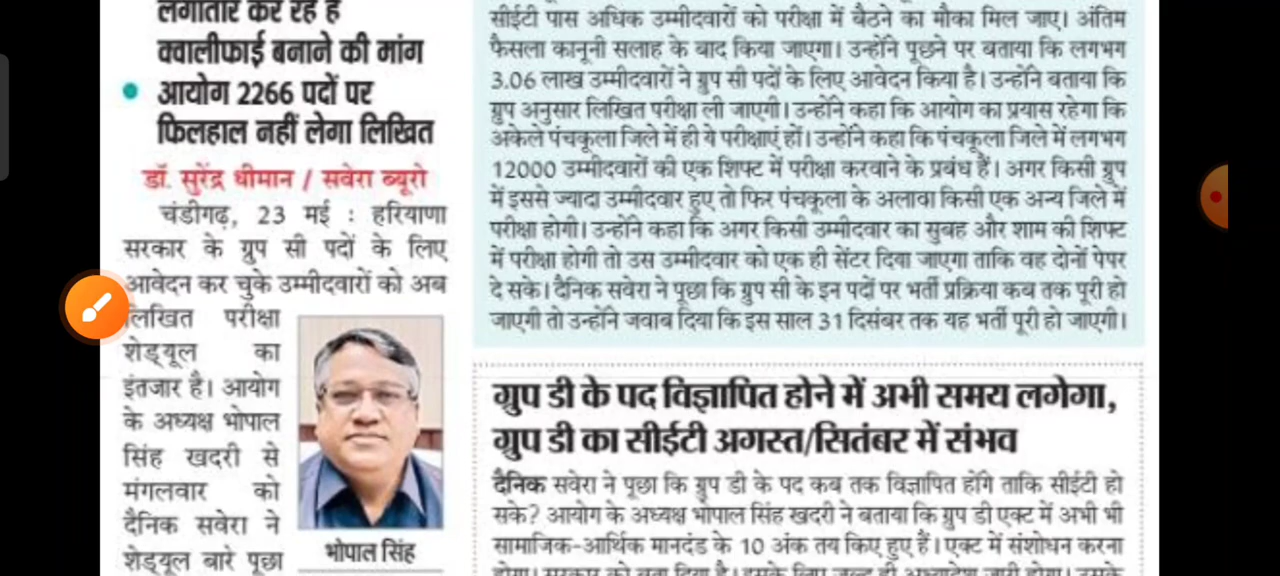 लगातार कर रहे हैं
क्वालीफाई बनाने की मांग
आयोग 2266 पदों पर
फिलहाल नहीं लेगा लिखित
डॉ. सुरेंद्र धीमान / सवेरा ब्यूरो
चंडीगढ़, 23 मई : हरियाणा
सरकार के ग्रुप सी पदों के लिए
आवेदन कर चुके उम्मीदवारों को अब
लिखित परीक्षा
शेड्यूल का
इंतजार है। आयोग
के अध्यक्ष भोपाल
सिंह खदरी से
मंगलवार को
दैनिक सवेरा ने
शेड्यूल बारे पूछा
भोपाल सिंह
सीईटी पास अधिक उम्मीदवारों को परीक्षा में बैठने का मौका मिल जाए। अंतिम
फैसला कानूनी सलाह के बाद किया जाएगा। उन्होंने पूछने पर बताया कि लगभग
3.06 लाख उम्मीदवारों ने ग्रुप सी पदों के लिए आवेदन किया है। उन्होंने बताया कि
ग्रुप अनुसार लिखित परीक्षा ली जाएगी। उन्होंने कहा कि आयोग का प्रयास रहेगा कि
अकेले पंचकूला जिले में ही ये परीक्षाएं हों। उन्होंने कहा कि पंचकूला जिले में लगभग
12000 उम्मीदवारों की एक शिफ्ट में परीक्षा करवाने के प्रबंध हैं। अगर किसी ग्रुप
में इससे ज्यादा उम्मीदवार हुए तो फिर पंचकूला के अलावा किसी एक अन्य जिले में
परीक्षा होगी। उन्होंने कहा कि अगर किसी उम्मीदवार का सुबह और शाम की शिफ्ट
में परीक्षा होगी तो उस उम्मीदवार को एक ही सेंटर दिया जाएगा ताकि वह दोनों पेपर
दे सके। दैनिक सवेरा ने पूछा कि ग्रुप सी के इन पदों पर भर्ती प्रक्रिया कब तक पूरी हो
जाएगी तो उन्होंने जवाब दिया कि इस साल 31 दिसंबर तक यह भर्ती पूरी हो जाएगी।
ग्रुप डी के पद विज्ञापित होने में अभी समय लगेगा,
ग्रुप डी का सीईटी अगस्त/सितंबर में संभव
दैनिक सवेरा ने पूछा कि ग्रुप डी के पद कब तक विज्ञापित होंगे ताकि सीईटी हो
सके? आयोग के अध्यक्ष भोपाल सिंह खदरी ने बताया कि ग्रुप डी एक्ट में अभी भी
सामाजिक-आर्थिक मानदंड के 10 अंक तय किए हुए हैं। एक्ट में संशोधन करना